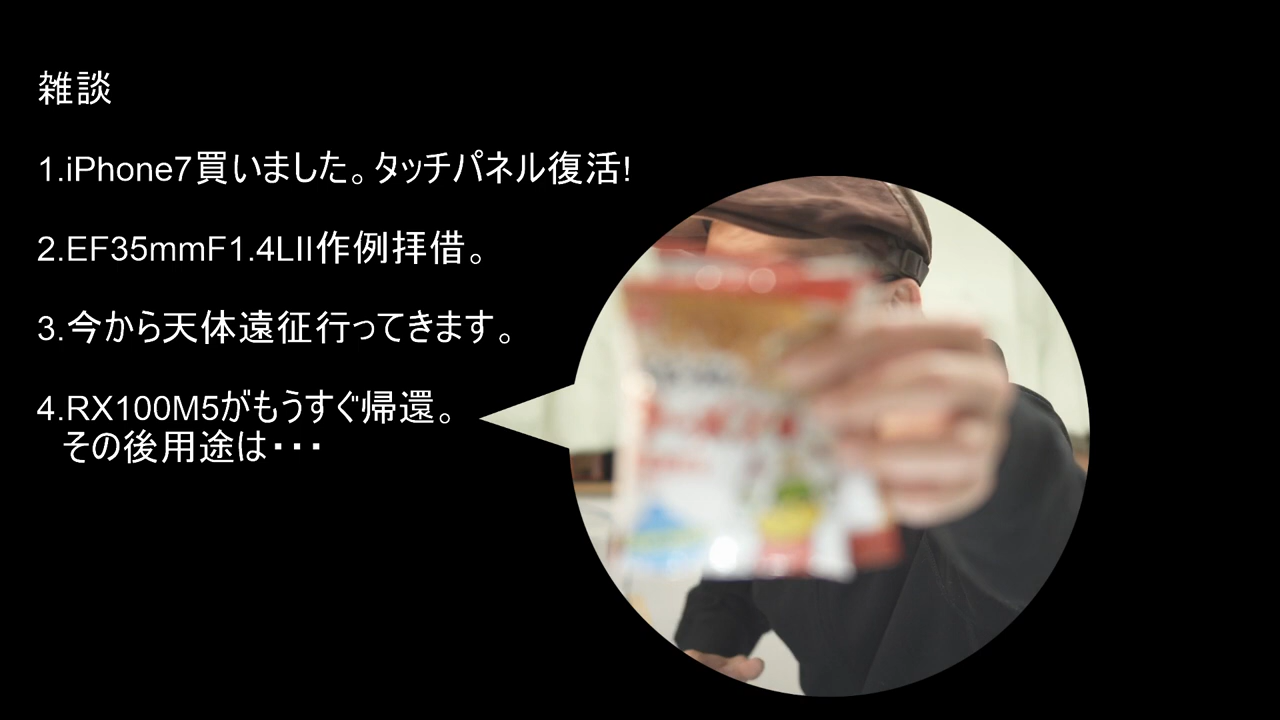 雑談
1.iPhone7買いました。タッチパネル復活!
2.EF35mmF1.4LII作例拝借。
3.今から天体遠征行ってきます。
4.RX100M5がもうすぐ帰還。
その後用途は・・・